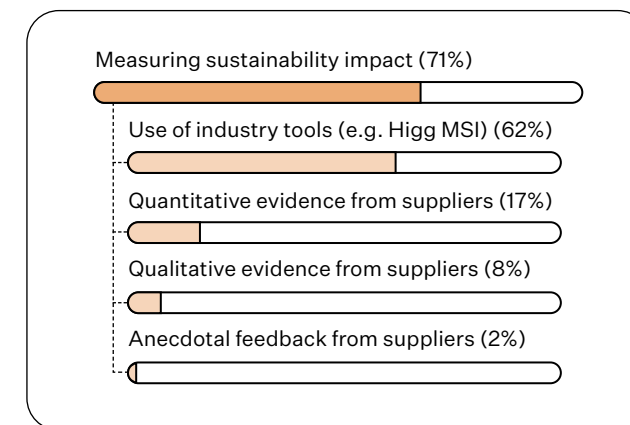 Measuring sustainability impact (71%)
Use of industry tools (e.g. Higg MSI) (62%)
Quantitative evidence from suppliers (17%)
Qualitative evidence from suppliers (8%)
Anecdotal feedback from suppliers (2%)